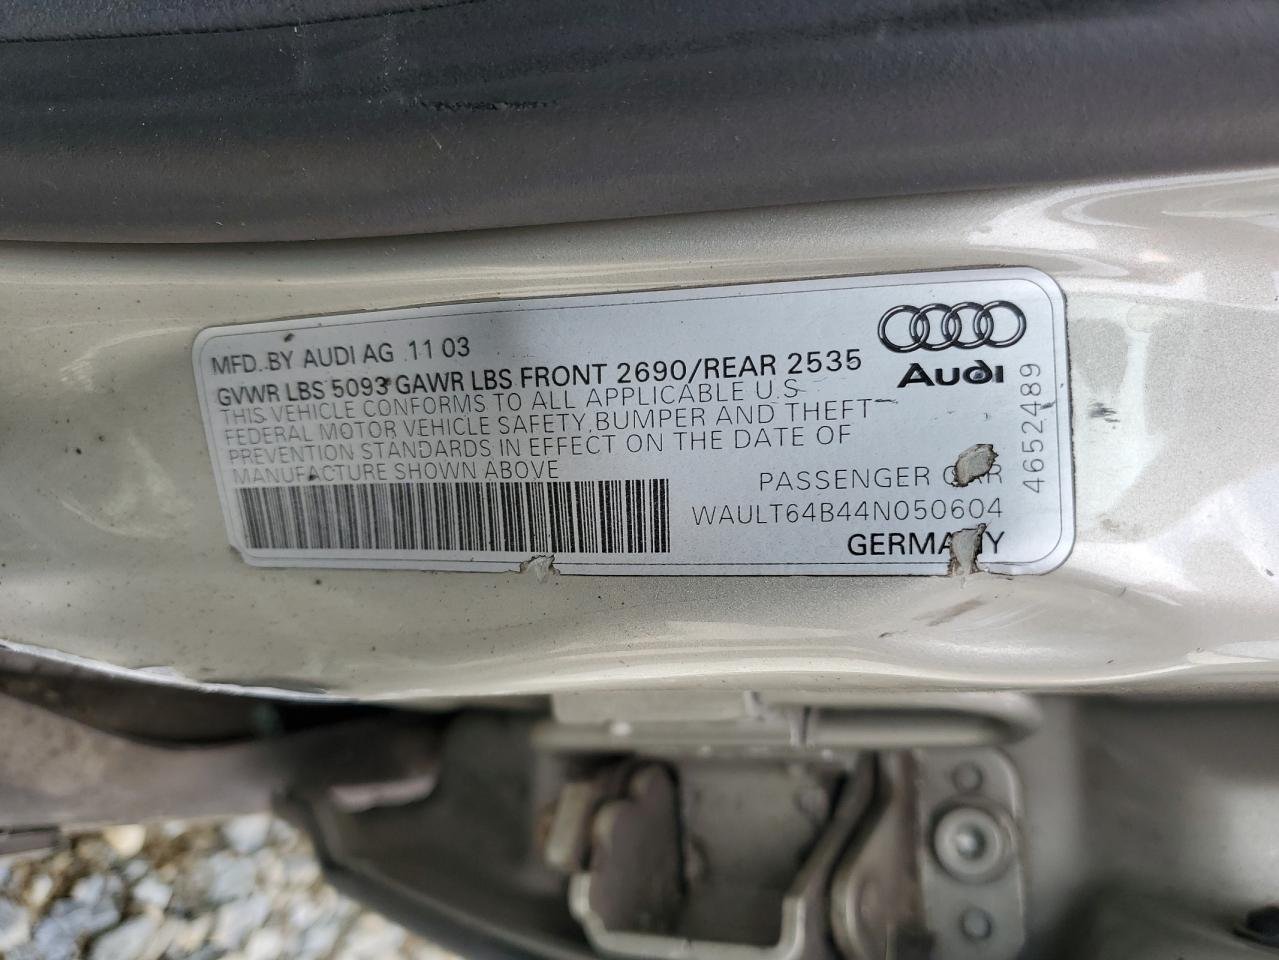 MFD. BY AUDI AG 11 03
GVWR LBS 5093 GAWR LBS FRONT 2690/REAR 2535
THIS VEHICLE CONFORMS TO ALL APPLICABLE U.S
FEDERAL MOTOR VEHICLE SAFETY, BUMPER AND THEFT
PREVENTION STANDARDS IN EFFECT ON THE DATE OF
MANUFACTURE SHOWN ABOVE
Audi
4652489
PASSENGER CAR
WAULT64B44N050604
GERMANY